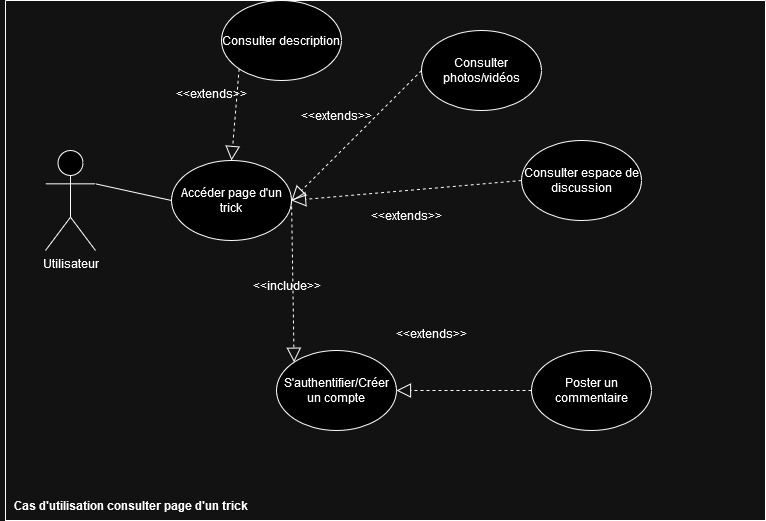 Consulter description
Consulter
photos/vidéos
<<extends>>
<<extends>>
Consulter espace de
discussion
Accéder page d'un
trick
<<extends>>
Utilisateur
<<include>>
<<extends>>
S'authentifier/Créer
un compte
Poster un
commentaire
Cas d'utilisation consulter page d'un trick